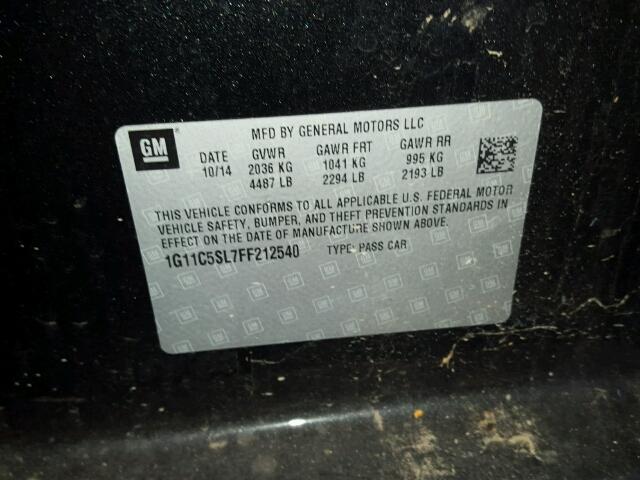 GM
MFD BY GENERAL MOTORS LLC
DATE GVWR GAWR FRT GAWR RR
10/14 2036 KG 1041 KG 995 KG
4487 LB 2294 LB 2193 LB
THIS VEHICLE CONFORMS TO ALL APPLICABLE U.S. FEDERAL MOTOR
VEHICLE SAFETY, BUMPER, AND THEFT PREVENTION STANDARDS IN
EFFECT ON THE DATE OF MANUFACTURE SHOWN ABOVE.
1G11C5SL7FF212540 TYPE: PASS CAR